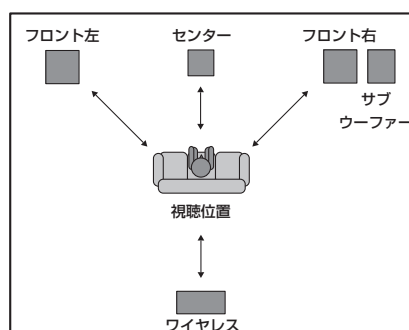 フロント左
センター
フロント右
サブ
ウーファー
視聴位置
ワイヤレス